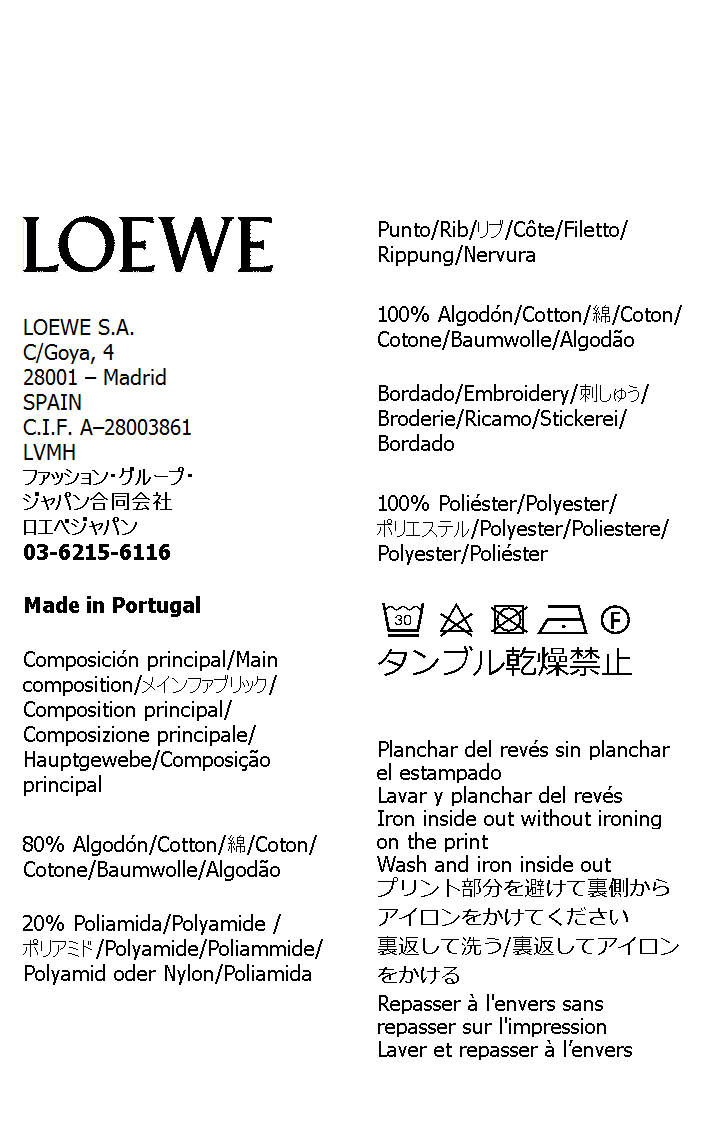 LOEWE
LOEWE S.A.
C/Goya, 4
28001 – Madrid
SPAIN
C.I.F. A–28003861
LVMH
ファッション・グループ・
ジャパン合同会社
ロエベジャパン
03-6215-6116
Made in Portugal
Composición principal/Main
composition/メインファブリック/
Composition principal/
Composizione principale/
Hauptgewebe/Composição
principal
80% Algodón/Cotton/綿/Coton/
Cotone/Baumwolle/Algodão
20% Poliamida/Polyamide /
ポリアミド/Polyamide/Poliammide/
Polyamid oder Nylon/Poliamida
Punto/Rib/リブ/Côte/Filetto/
Rippung/Nervura
100% Algodón/Cotton/綿/Coton/
Cotone/Baumwolle/Algodão
Bordado/Embroidery/刺しゅう/
Broderie/Ricamo/Stickerei/
Bordado
100% Poliéster/Polyester/
ポリエステル/Polyester/Poliestere/
Polyester/Poliéster
30 F
タンブル乾燥禁止
Planchar del revés sin planchar
el estampado
Lavar y planchar del revés
Iron inside out without ironing
on the print
Wash and iron inside out
プリント部分を避けて裏側から
アイロンをかけてください
裏返して洗う/裏返してアイロン
をかける
Repasser à l'envers sans
repasser sur l'impression
Laver et repasser à l’envers